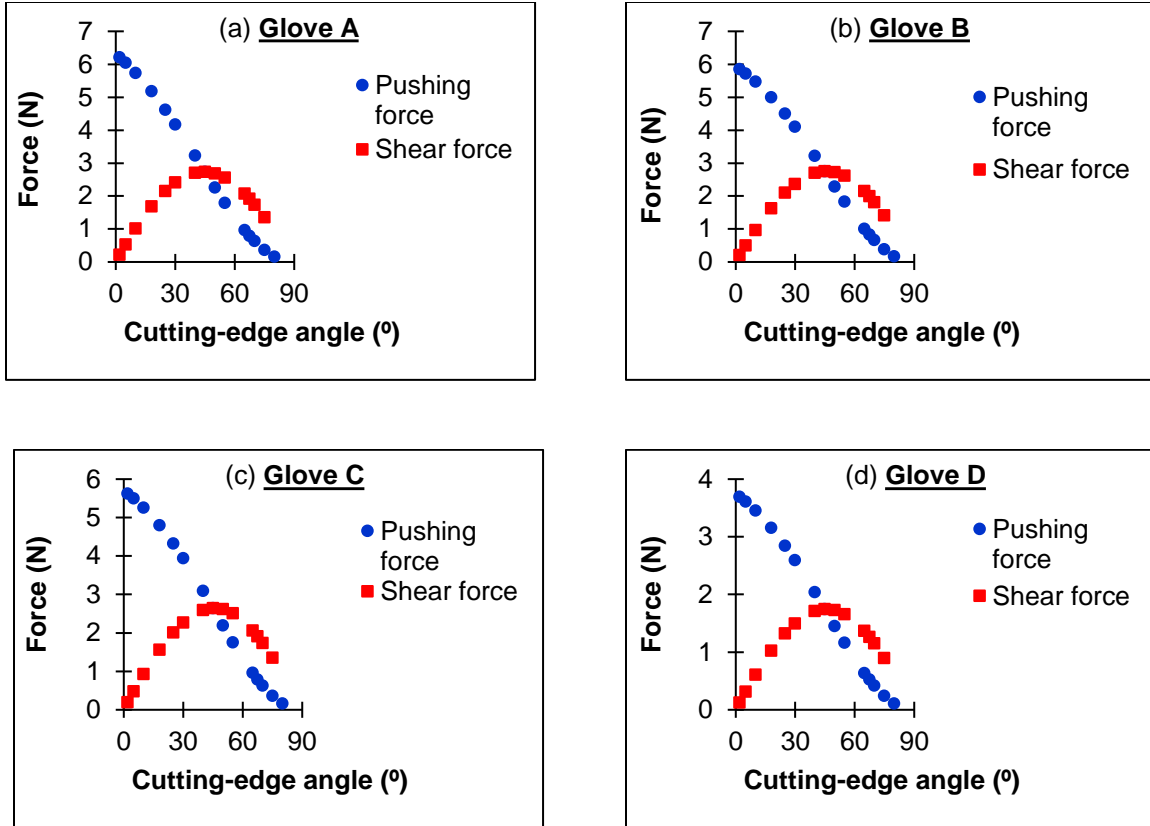 (a) Glove A
7
6
5
4
3
2
1
0
Force (N)
Pushing
force
Shear force
0 30 60 90
Cutting-edge angle (⁰)
(b) Glove B
7
6
5
4
3
2
1
0
Force (N)
Pushing
force
Shear force
0 30 60 90
Cutting-edge angle (⁰)
(c) Glove C
6
5
4
3
2
1
0
Force (N)
Pushing
force
Shear force
0 30 60 90
Cutting-edge angle (⁰)
(d) Glove D
4
3
2
1
0
Force (N)
Pushing
force
Shear force
0 30 60 90
Cutting-edge angle (⁰)